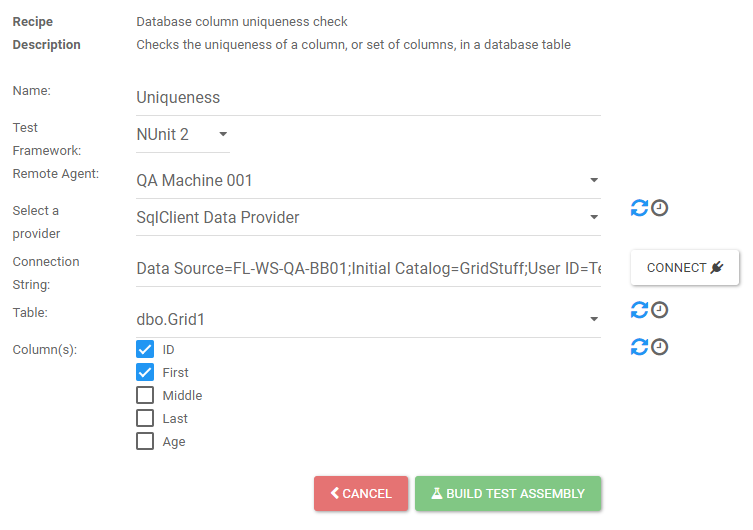 Recipe Database column uniqueness check
Description Checks the uniqueness of a column, or set of columns, in a database table
Name: Uniqueness
Test
Framework: NUnit 2
Remote Agent: QA Machine 001
Select a
provider SqlClient Data Provider
Connection
String: Data Source=FL-WS-QA-BB01;Initial Catalog=GridStuff;User ID=Te
CONNECT
Table: dbo.Grid1
Column(s): ID
First
Middle
Last
Age
CANCEL BUILD TEST ASSEMBLY